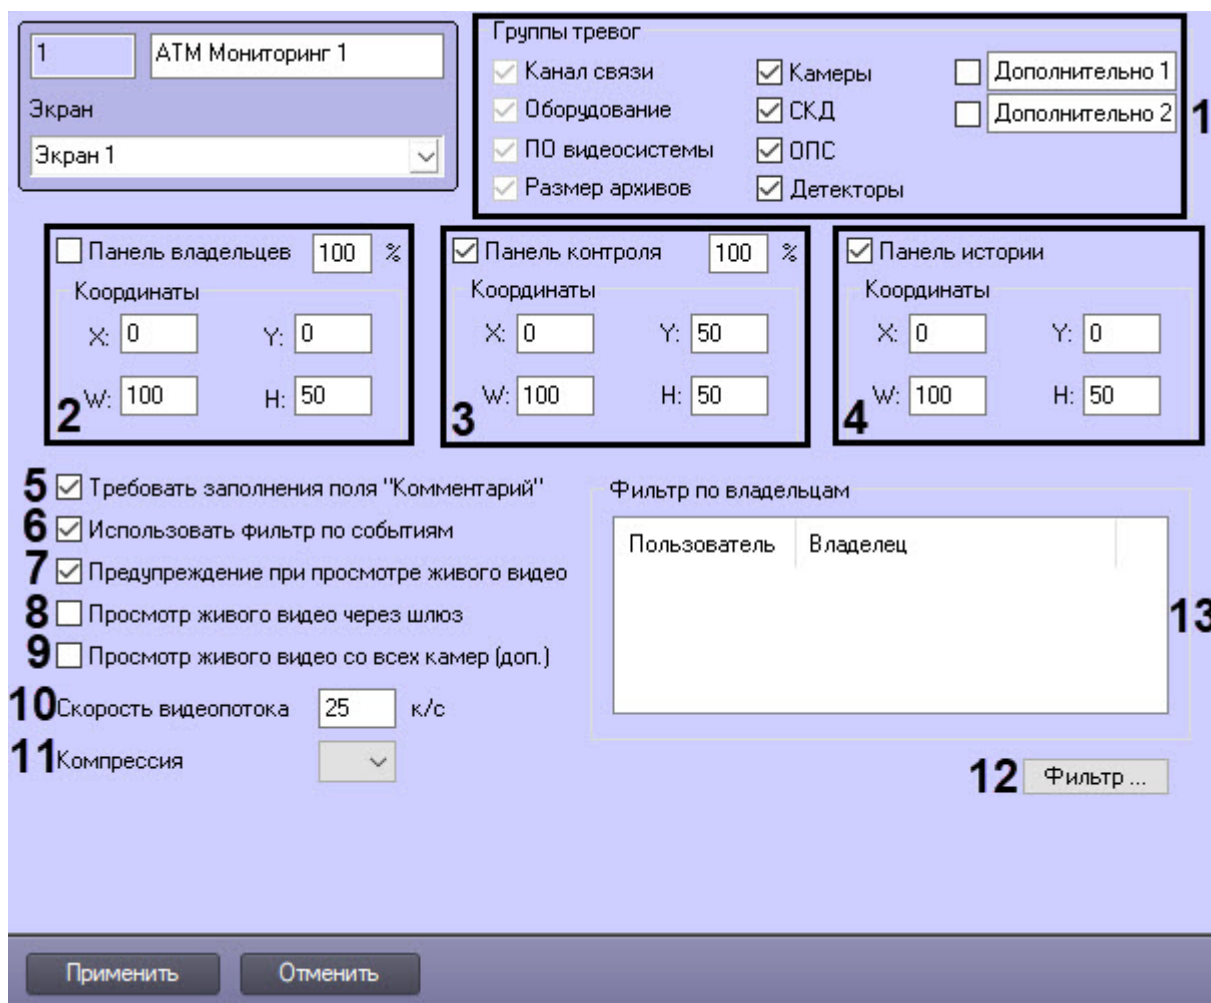 1 АТМ Мониторинг 1
Экран
Экран 1
Группы тревог
Канал связи Камеры Дополнительно 1
Оборудование СКД Дополнительно 2 1
ПО видеосистемы ОПС
Размер архивов Детекторы
Панель владельцев 100 %
Координаты
X: 0 Y: 0
W: 100 H: 50
2
Панель контроля 100 %
Координаты
X: 0 Y: 50
W: 100 H: 50
3
Панель истории
Координаты
X: 0 Y: 0
W: 100 H: 50
4
5 Требовать заполнения поля "Комментарий"
6 Использовать фильтр по событиям
7 Предупреждение при просмотре живого видео
8 Просмотр живого видео через шлюз
9 Просмотр живого видео со всех камер (доп.)
10 Скорость видеопотока 25 к/с
11 Компрессия
Фильтр по владельцам
Пользователь Владелец
13
12 Фильтр ...
Применить Отменить